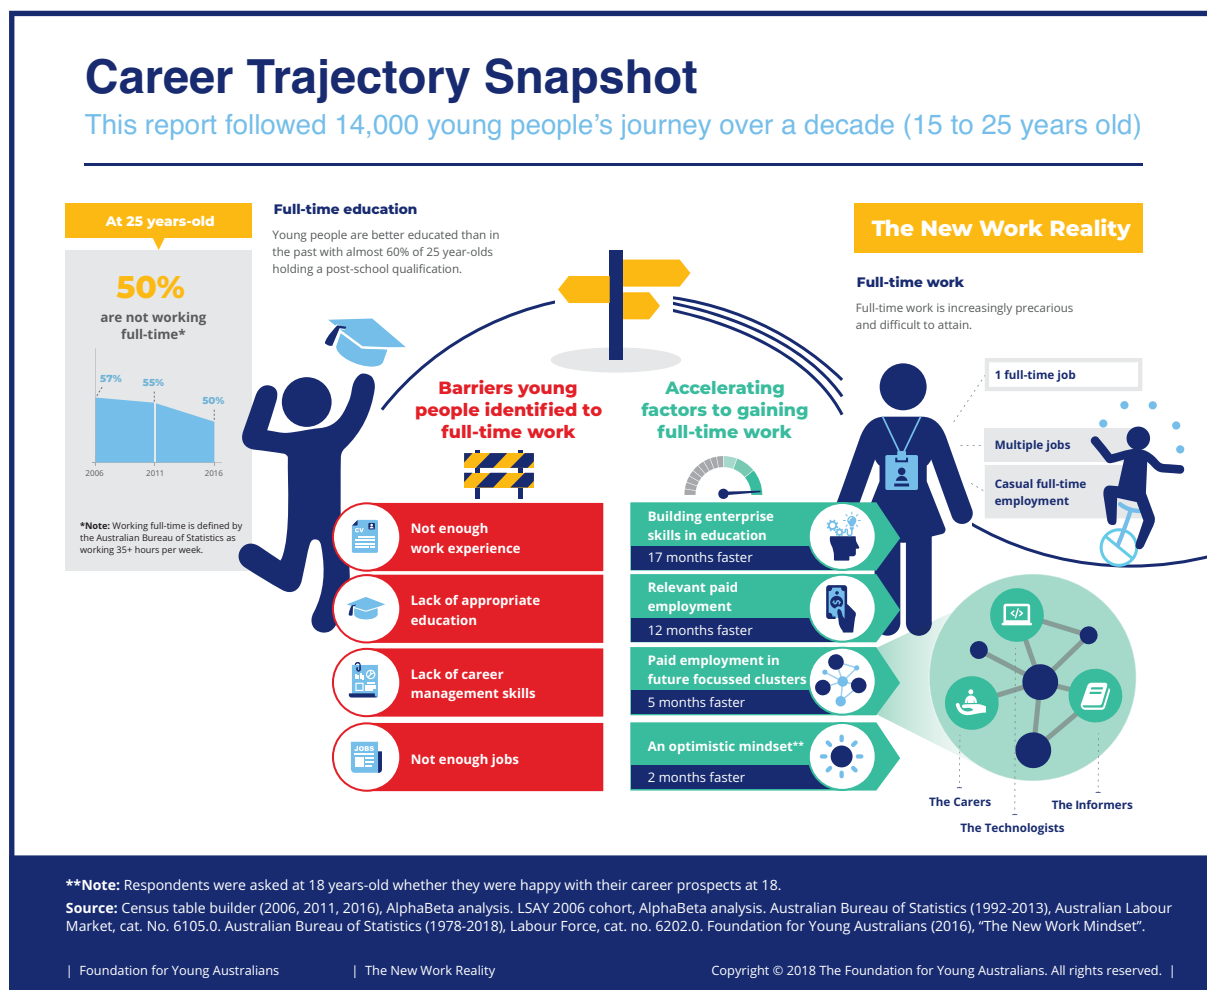 Career Trajectory Snapshot
This report followed 14,000 young people’s journey over a decade (15 to 25 years old)
At 25 years-old
50%
are not working
full-time*
57%
55%
50%
2006
2011
2016
*Note: Working full-time is defined by
the Australian Bureau of Statistics as
working 35+ hours per week.
Full-time education
Young people are better educated than in
the past with almost 60% of 25 year-olds
holding a post-school qualification.
Barriers young
people identified to
full-time work
CV
Not enough
work experience
Lack of appropriate
education
Lack of career
management skills
JOBS
Not enough jobs
Accelerating
factors to gaining
full-time work
Building enterprise
skills in education
17 months faster
Relevant paid
employment
12 months faster
Paid employment in
future focussed clusters
5 months faster
An optimistic mindset**
2 months faster
The New Work Reality
Full-time work
Full-time work is increasingly precarious
and difficult to attain.
1 full-time job
Multiple jobs
Casual full-time
employment
The Carers
The Informers
The Technologists
**Note: Respondents were asked at 18 years-old whether they were happy with their career prospects at 18.
Source: Census table builder (2006, 2011, 2016), AlphaBeta analysis. LSAY 2006 cohort, AlphaBeta analysis. Australian Bureau of Statistics (1992-2013), Australian Labour
Market, cat. No. 6105.0. Australian Bureau of Statistics (1978-2018), Labour Force, cat. no. 6202.0. Foundation for Young Australians (2016), “The New Work Mindset”.
| Foundation for Young Australians
| The New Work Reality
Copyright © 2018 The Foundation for Young Australians. All rights reserved. |